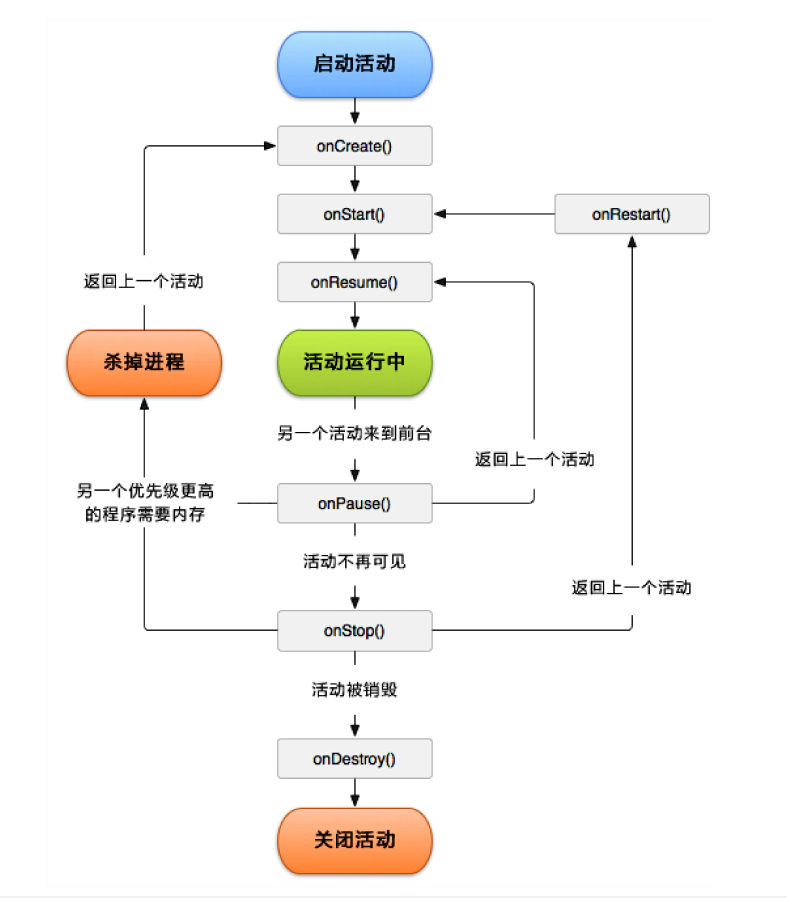 启动活动
onCreate()
onStart()
onRestart()
onResume()
返回上一个活动
杀掉进程
活动运行中
另一个活动来到前台
返回上一个活动
另一个优先级更高
的程序需要内存
onPause()
活动不再可见
返回上一个活动
onStop()
活动被销毁
onDestroy()
关闭活动